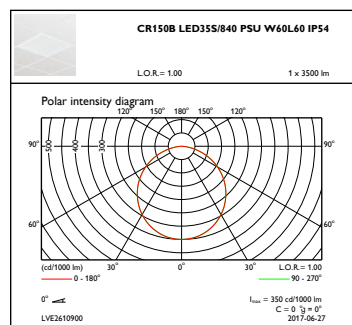 CR150B LED35S/840 PSU W60L60 IP54
L.O.R.= 1.00 1 x 3500 lm
Polar intensity diagram
120° 150° 180° 150° 120°
90° 500 400 300 90°
60° 60°
(cd/1000 lm) 30° 0° 30° L.O.R.= 1.00
0 - 180° 90 - 270°
0° Imax = 350 cd/1000 lm
C = 0 °g = 0°
LVE2610900 2017-06-27